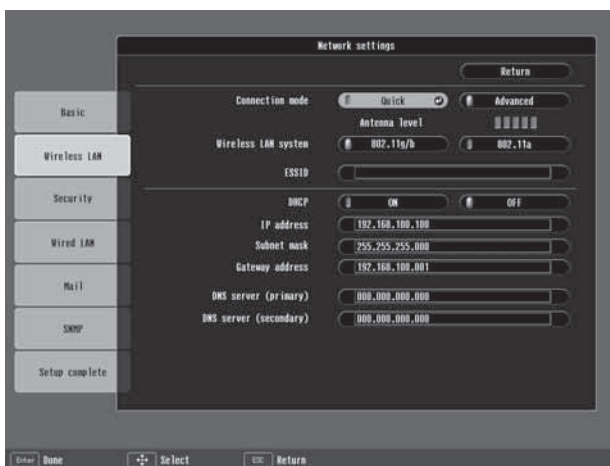 Network settings
Return
Basic
Wireless LAN
Security
Wired LAN
Mail
SNMP
Setup complete
Connection mode Quick Advanced
Antenna level
Wireless LAN system 802.11g/b 802.11a
ESSID
DHCP ON OFF
IP address 192.168.100.100
Subnet mask 255.255.255.000
Gateway address 192.168.100.001
DNS server (primary) 000.000.000.000
DNS server (secondary) 000.000.000.000
Enter Done Select ESC Return